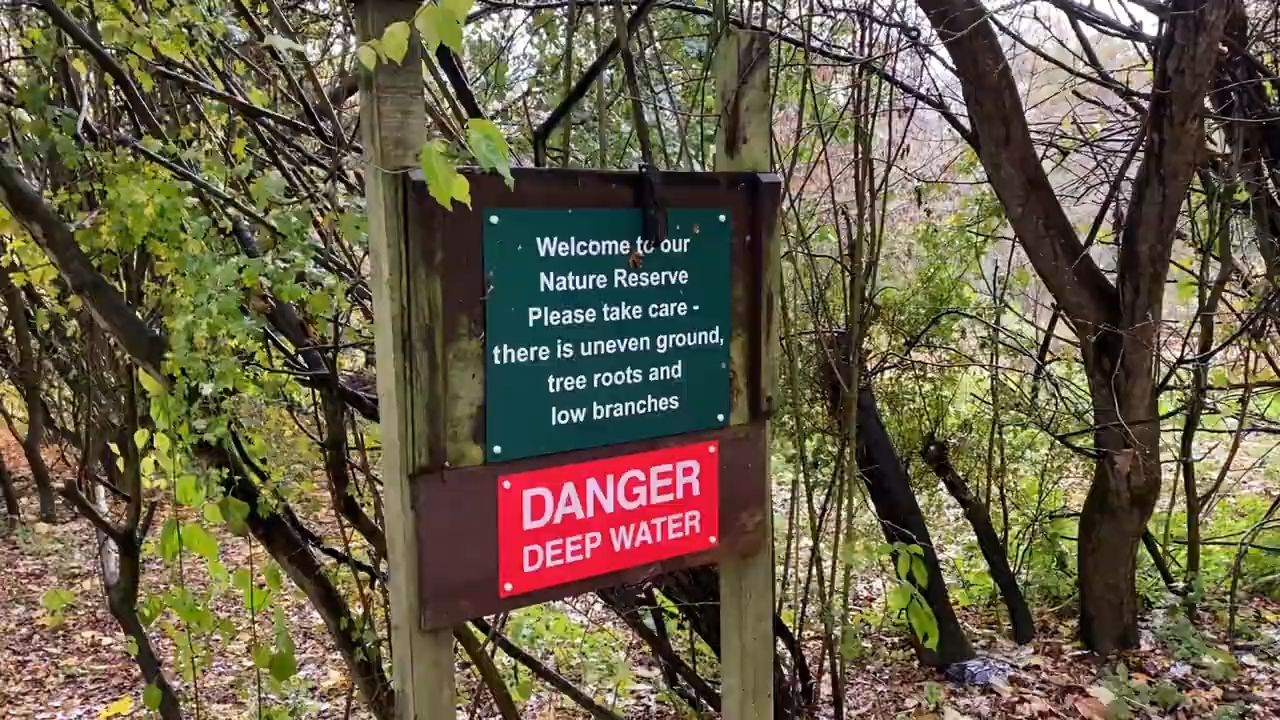 Welcome to our
Nature Reserve
Please take care -
there is uneven ground,
tree roots and
low branches
DANGER
DEEP WATER